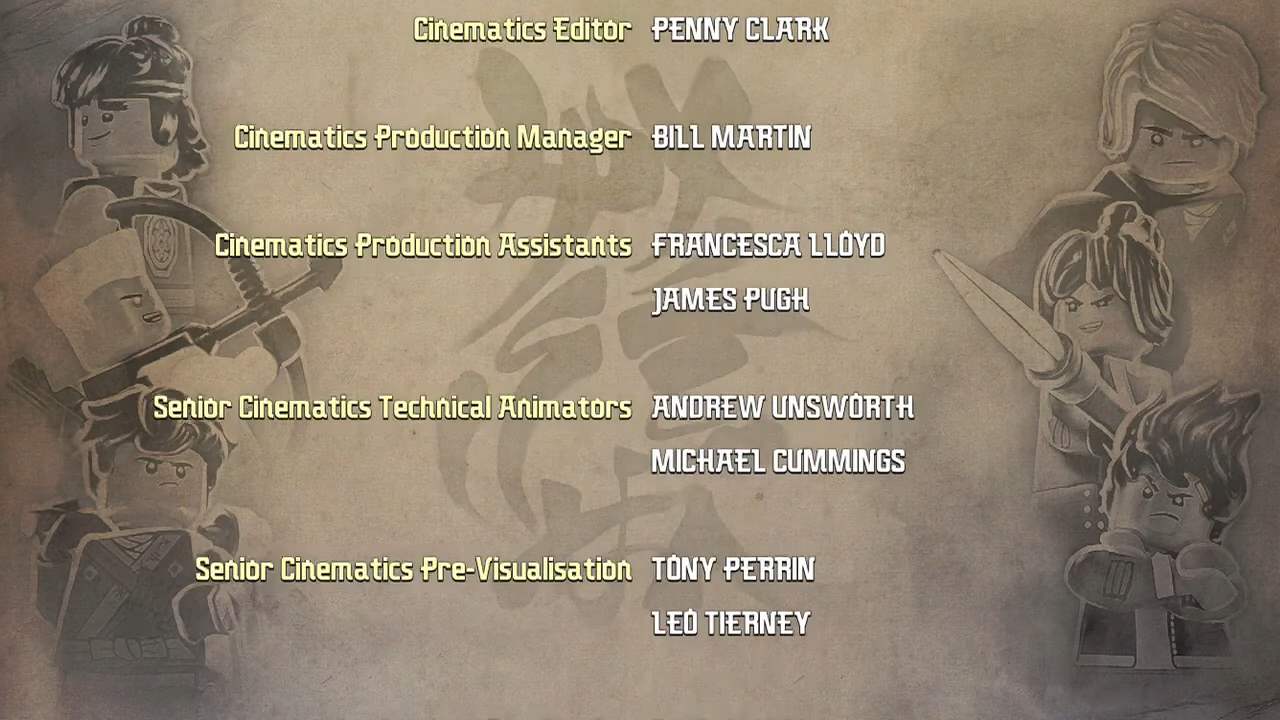 Cinematics Editor PENNY CLARK
Cinematics Production Manager BILL MARTIN
Cinematics Production Assistants FRANCESCA LLOYD
JAMES PUGH
Senior Cinematics Technical Animators ANDREW UNSWORTH
MICHAEL CUMMINGS
Senior Cinematics Pre-Visualisation TONY PERRIN
LEO TIERNEY